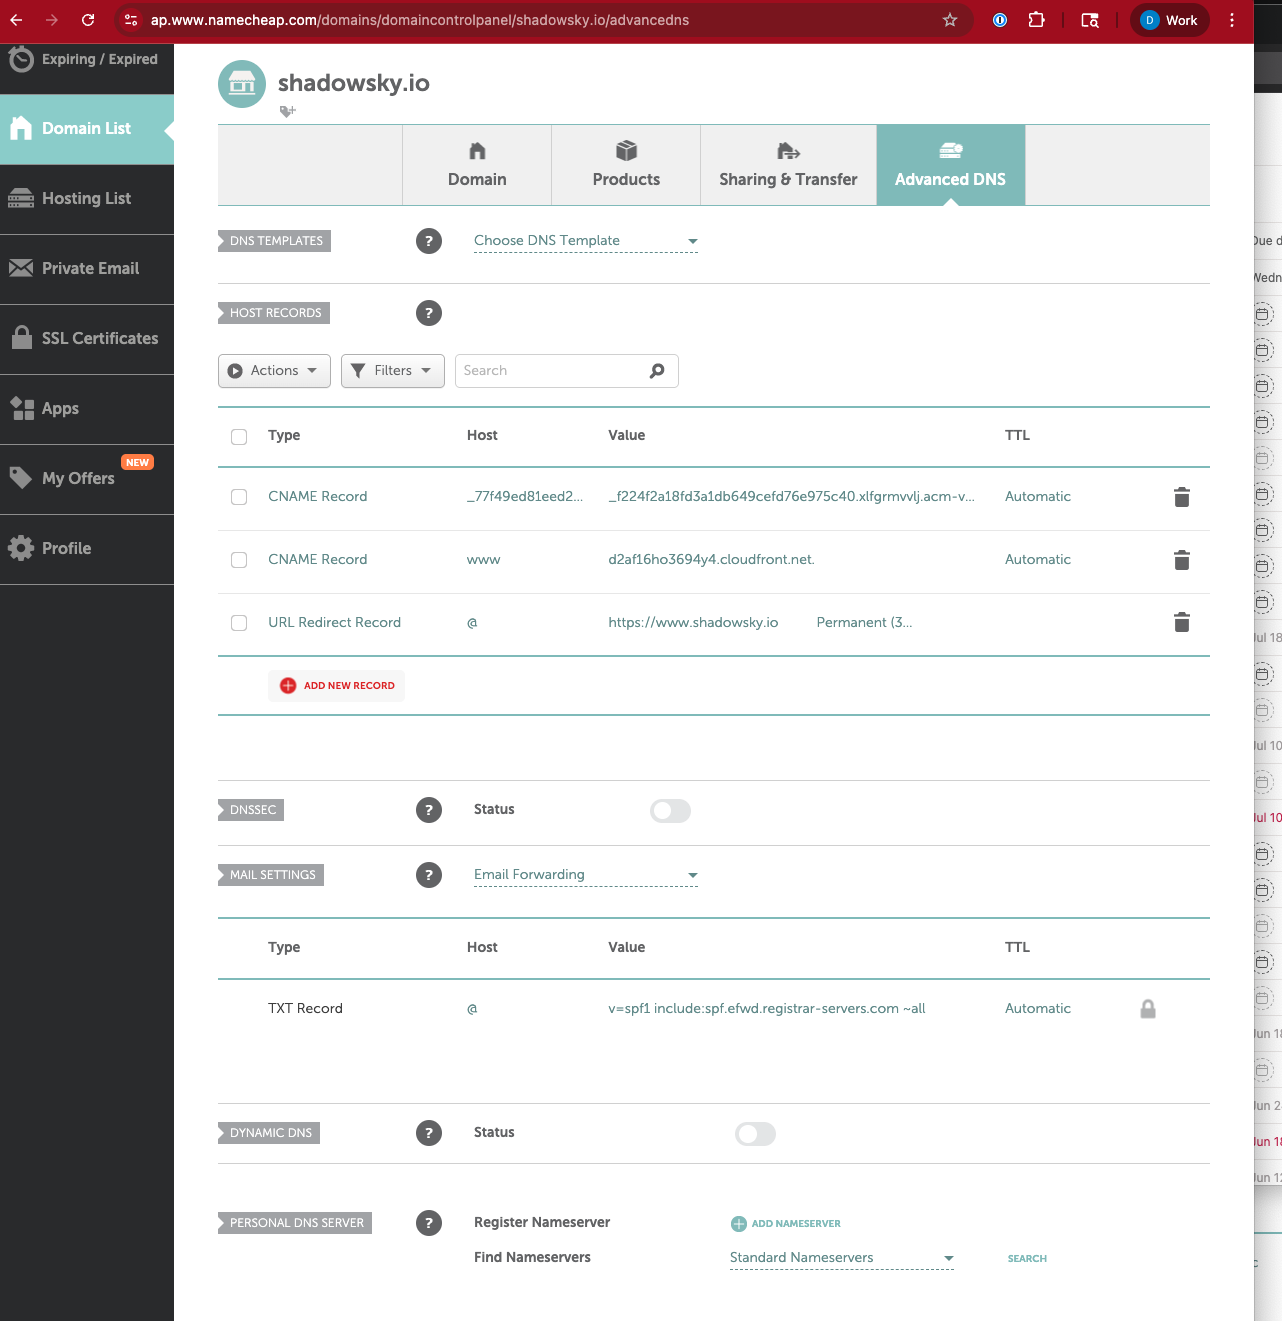 ap.www.namecheap.com/domains/domaincontrolpanel/shadowsky.io/advanceddns
D Work
Expiring / Expired
Domain List
Hosting List
Private Email
SSL Certificates
Apps
NEW
My Offers
Profile
shadowsky.io
Domain
Products
Sharing & Transfer
Advanced DNS
DNS TEMPLATES ? Choose DNS Template
HOST RECORDS ?
Actions Filters Search
Type Host Value TTL
CNAME Record _77f49ed81eed2... _f224f2a18fd3a1db649cefd76e975c40.xlfgrmvvlj.acm-v... Automatic
CNAME Record www d2af16ho3694y4.cloudfront.net. Automatic
URL Redirect Record @ https://www.shadowsky.io Permanent (3...
ADD NEW RECORD
DNSSEC ? Status
MAIL SETTINGS ? Email Forwarding
Type Host Value TTL
TXT Record @ v=spf1 include:spf.efwd.registrar-servers.com ~all Automatic
DYNAMIC DNS ? Status
PERSONAL DNS SERVER ? Register Nameserver ADD NAMESERVER
Find Nameservers Standard Nameservers SEARCH
Due d
Wedn
Jul 18
Jul 10
Jul 10
Jun 18
Jun 2
Jun 18
Jun 12